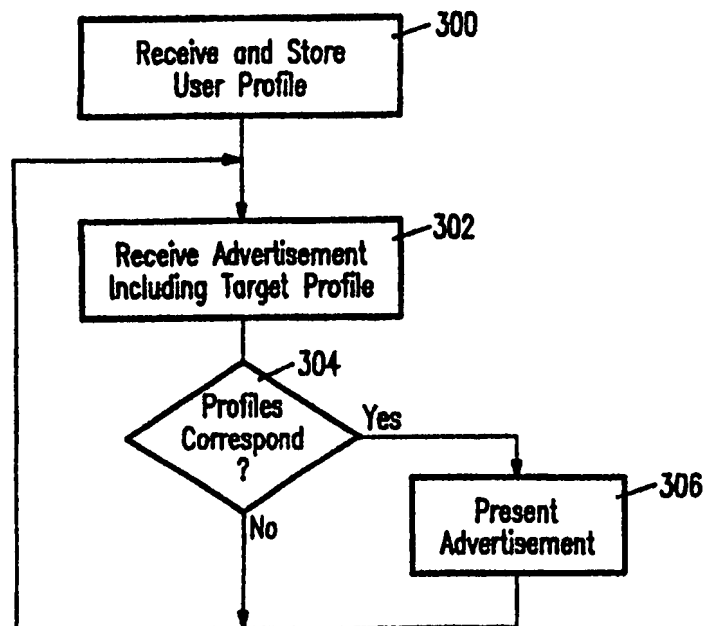 300
Receive and Store
User Profile
302
Receive Advertisement
Including Target Profile
304
Profiles
Correspond
?
Yes
No
306
Present
Advertisement